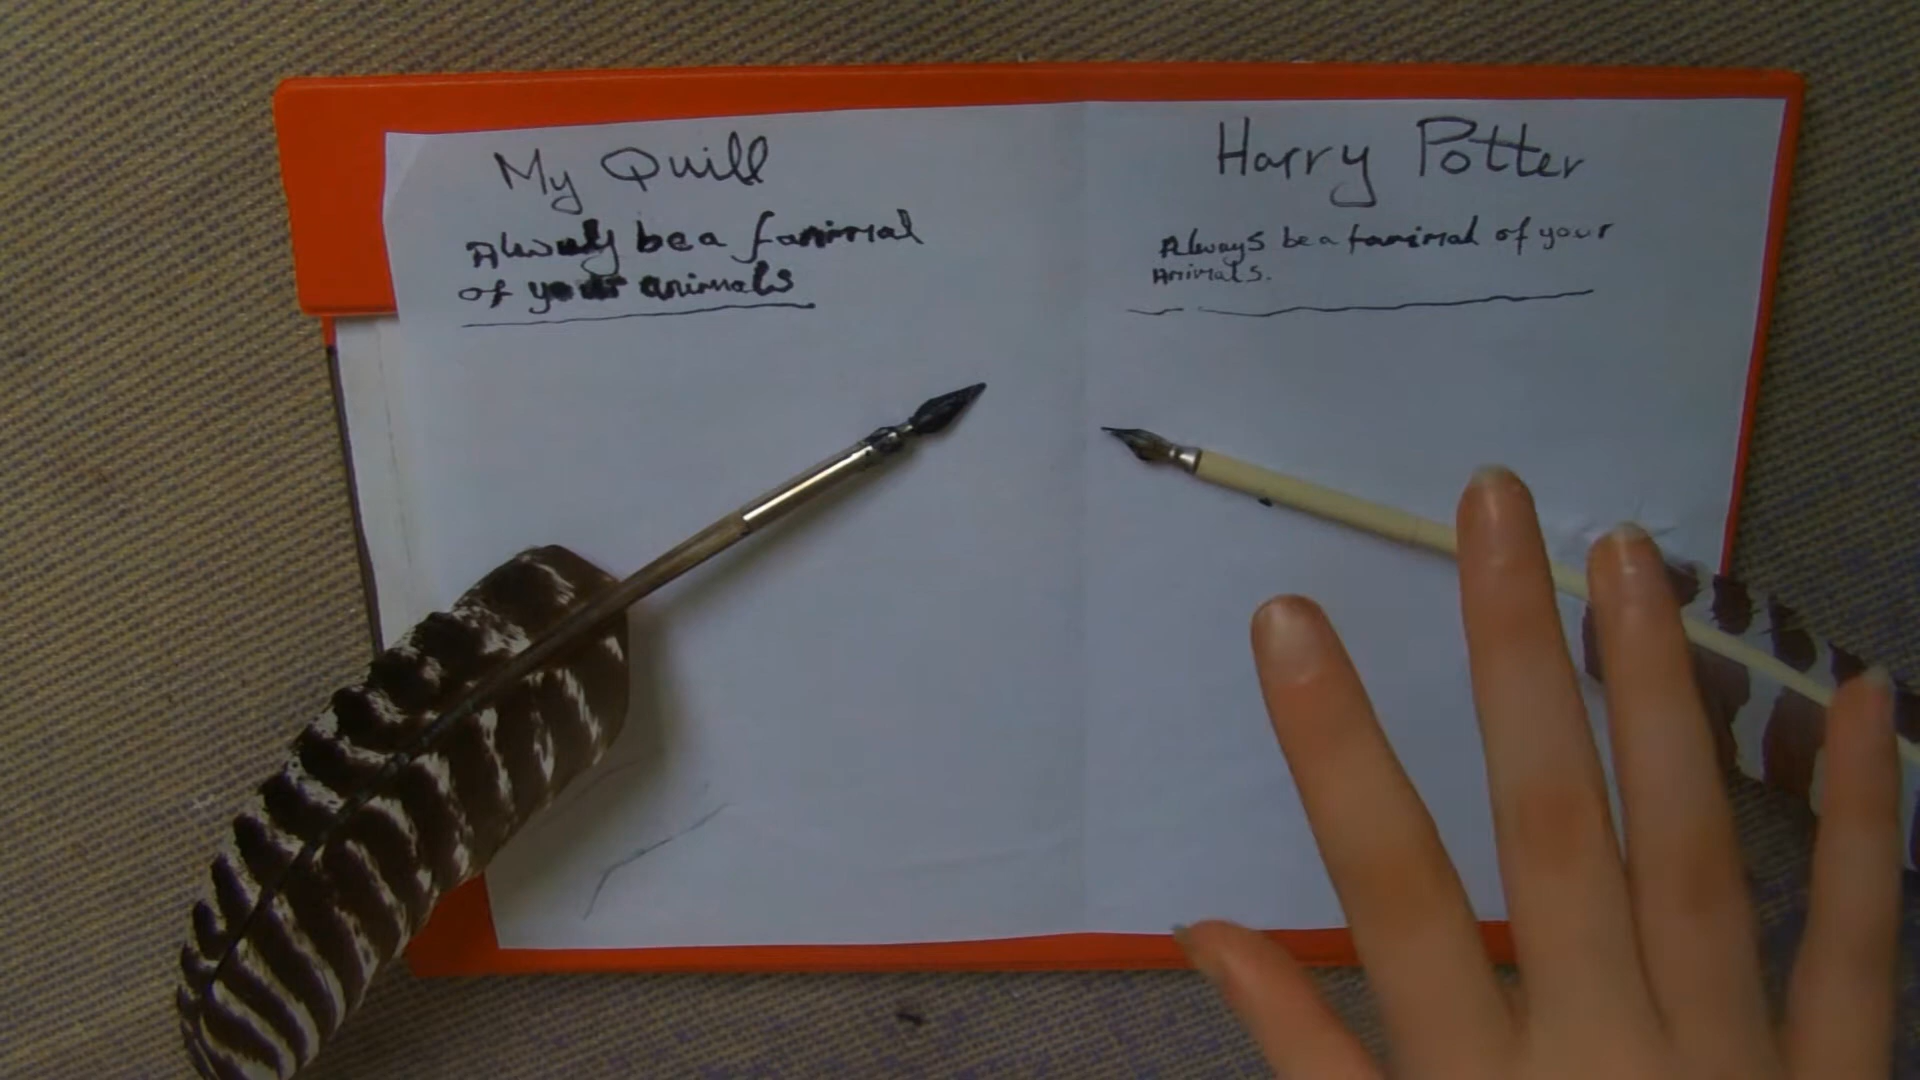 My Quill
Always be a fanimal
of your animals
Harry Potter
Always be a fanimal of your
Animals.